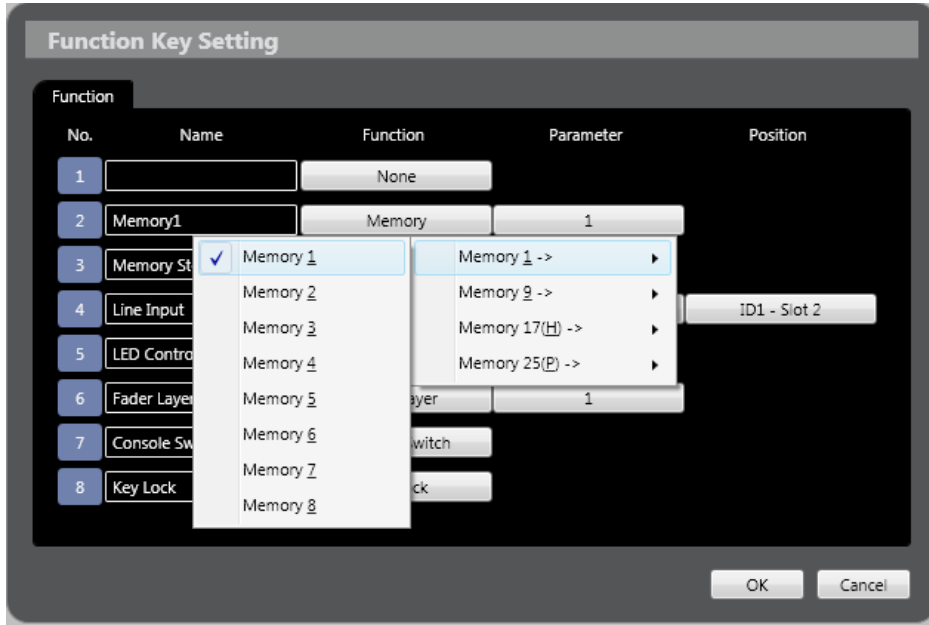 Function Key Setting
Function
No. Name Function Parameter Position
1 None
2 Memory1 Memory 1
3 Memory St
4 Line Input ID1 - Slot 2
5 LED Contro
6 Fader Layer ayer 1
7 Console Sw witch
8 Key Lock ck
Memory 1
Memory 2
Memory 3
Memory 4
Memory 5
Memory 6
Memory 7
Memory 8
Memory 1 ->
Memory 9 ->
Memory 17(H) ->
Memory 25(P) ->
OK Cancel